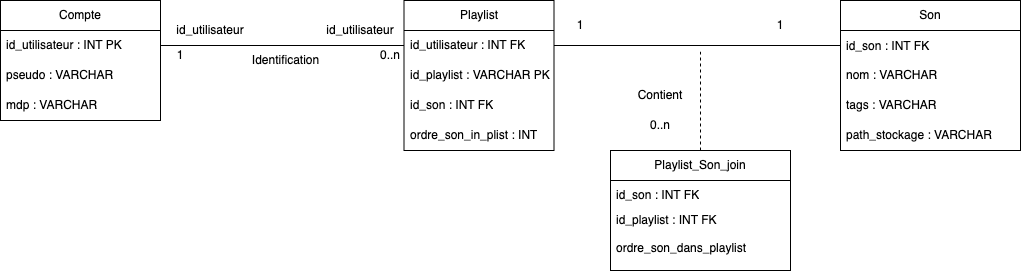 Compte
id_utilisateur : INT PK
pseudo : VARCHAR
mdp : VARCHAR
id_utilisateur
1
Identification
id_utilisateur
0..n
Playlist
id_utilisateur : INT FK
id_playlist : VARCHAR PK
id_son : INT FK
ordre_son_in_plist : INT
1
1
Contient
0..n
Son
id_son : INT FK
nom : VARCHAR
tags : VARCHAR
path_stockage : VARCHAR
Playlist_Son_join
id_son : INT FK
id_playlist : INT FK
ordre_son_dans_playlist